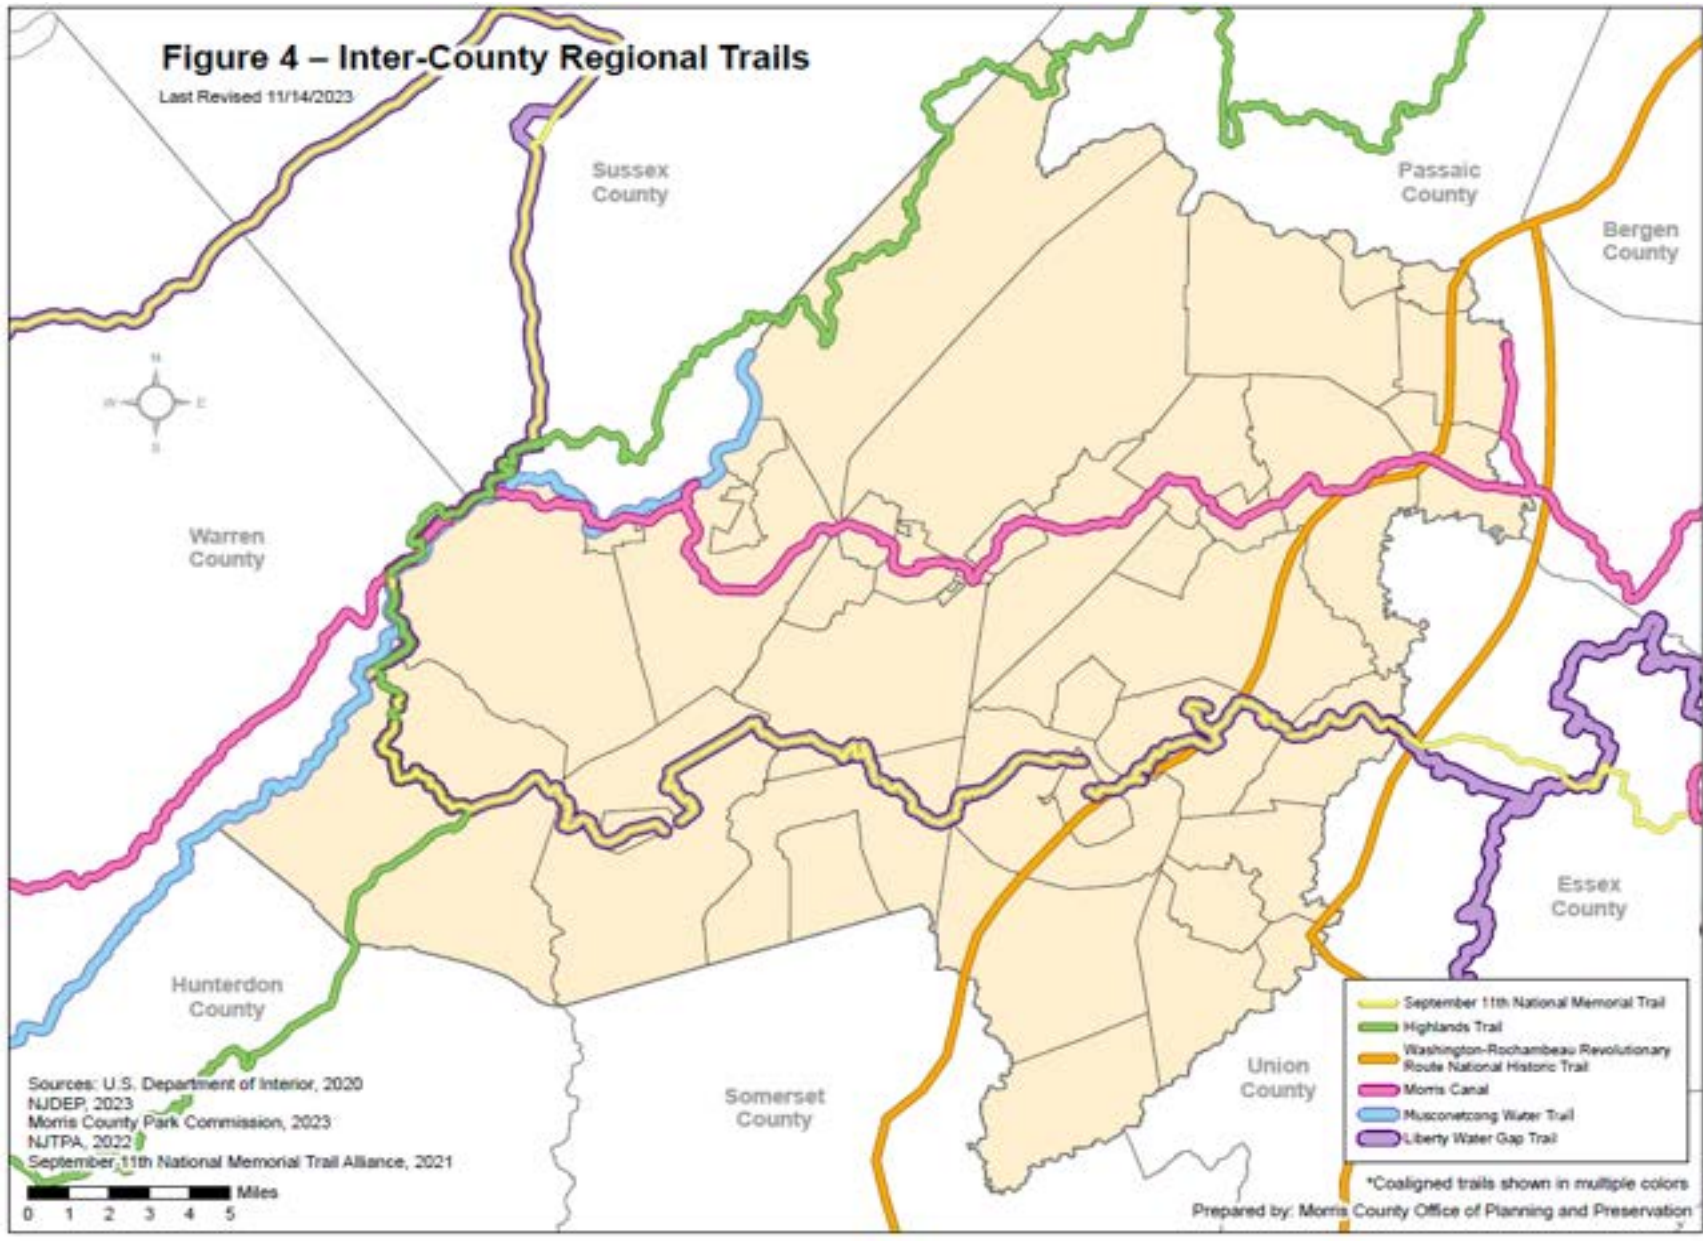 Figure 4 – Inter-County Regional Trails
Last Revised 11/14/2023
Sussex
County
Passaic
County
Bergen
County
N
W
E
S
Warren
County
Essex
County
Hunterdon
County
Union
County
Somerset
County
September 11th National Memorial Trail
Highlands Trail
Washington-Rochambeau Revolutionary
Route National Historic Trail
Morris Canal
Musconetcong Water Trail
Liberty Water Gap Trail
Sources: U.S. Department of Interior, 2020
NJDEP, 2023
Morris County Park Commission, 2023
NJTPA, 2022
September 11th National Memorial Trail Alliance, 2021
Miles
0 1 2 3 4 5
*Coaligned trails shown in multiple colors
Prepared by: Morris County Office of Planning and Preservation